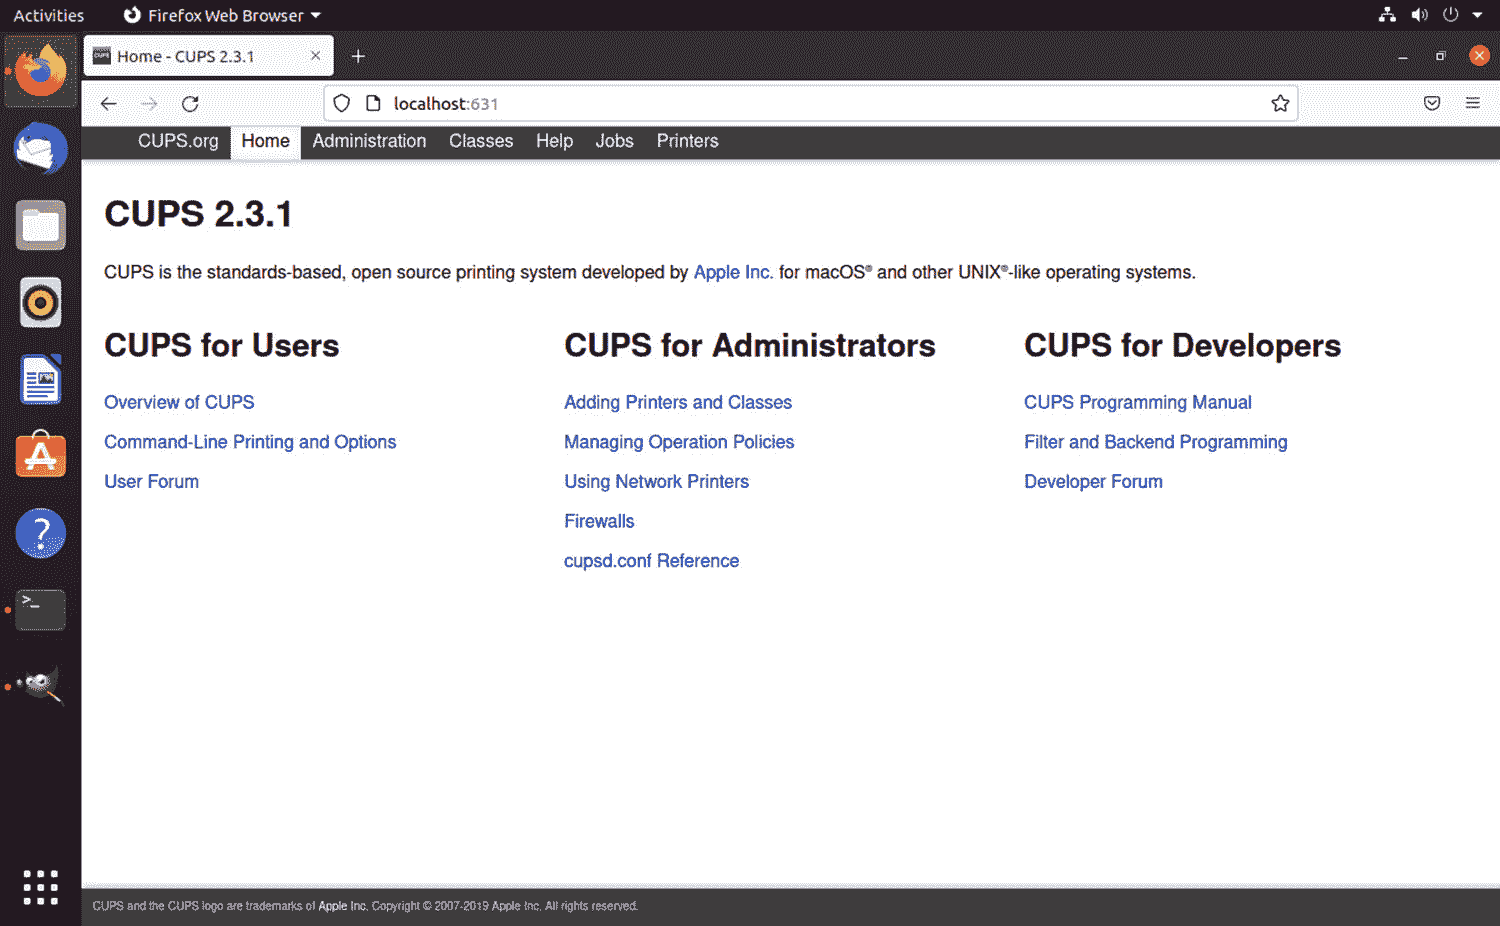 Activities Firefox Web Browser
Home - CUPS 2.3.1
localhost:631
CUPS.org Home Administration Classes Help Jobs Printers
CUPS 2.3.1
CUPS is the standards-based, open source printing system developed by Apple Inc. for macOS® and other UNIX®-like operating systems.
CUPS for Users
Overview of CUPS
Command-Line Printing and Options
User Forum
CUPS for Administrators
Adding Printers and Classes
Managing Operation Policies
Using Network Printers
Firewalls
cupsd.conf Reference
CUPS for Developers
CUPS Programming Manual
Filter and Backend Programming
Developer Forum
CUPS and the CUPS logo are trademarks of Apple Inc. Copyright © 2007-2019 Apple Inc. All rights reserved.